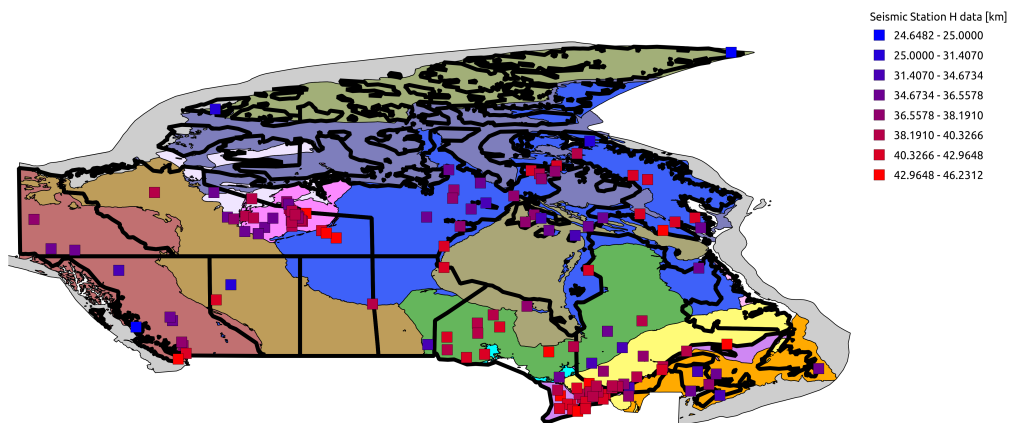 Seismic Station H data [km]
24.6482 - 25.0000
25.0000 - 31.4070
31.4070 - 34.6734
34.6734 - 36.5578
36.5578 - 38.1910
38.1910 - 40.3266
40.3266 - 42.9648
42.9648 - 46.2312